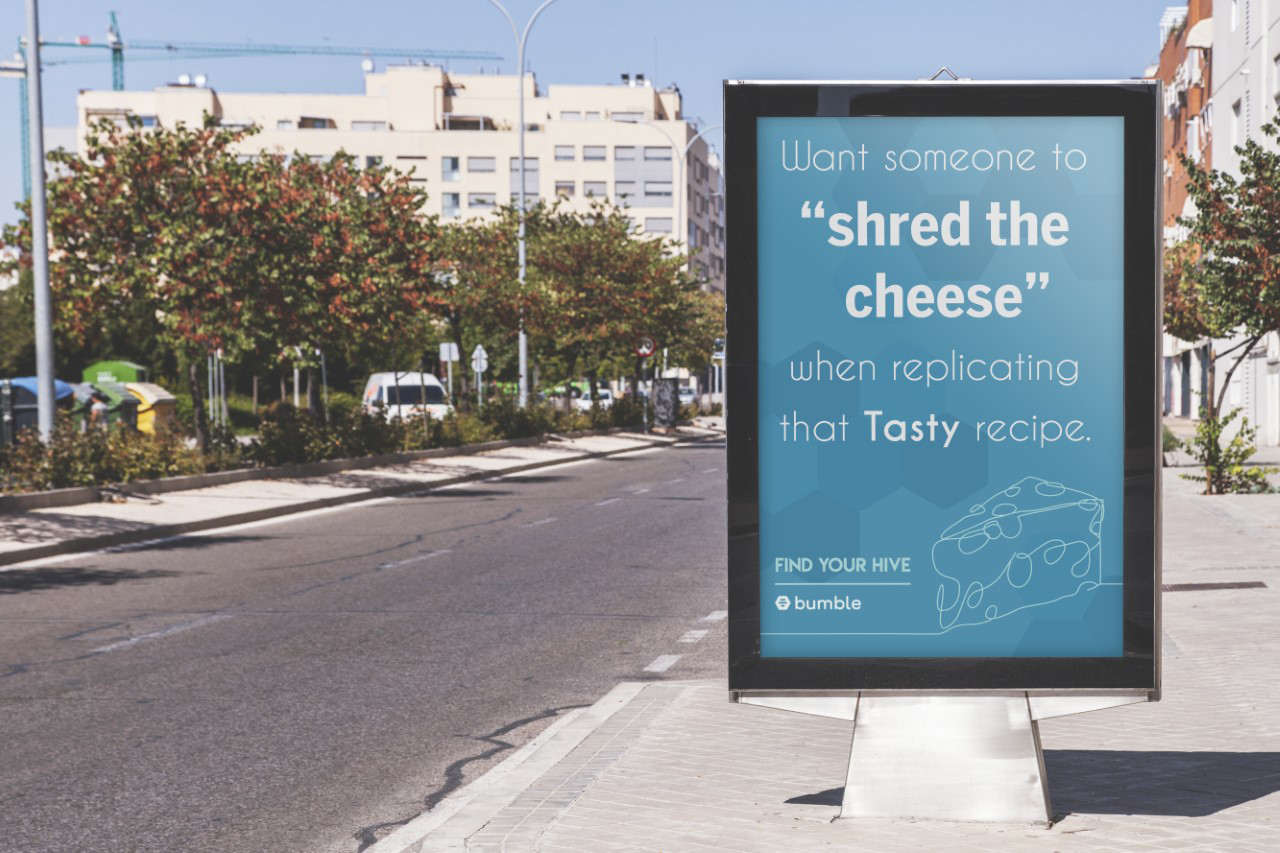 Want someone to
“shred the
cheese”
when replicating
that Tasty recipe.
FIND YOUR HIVE
bumble